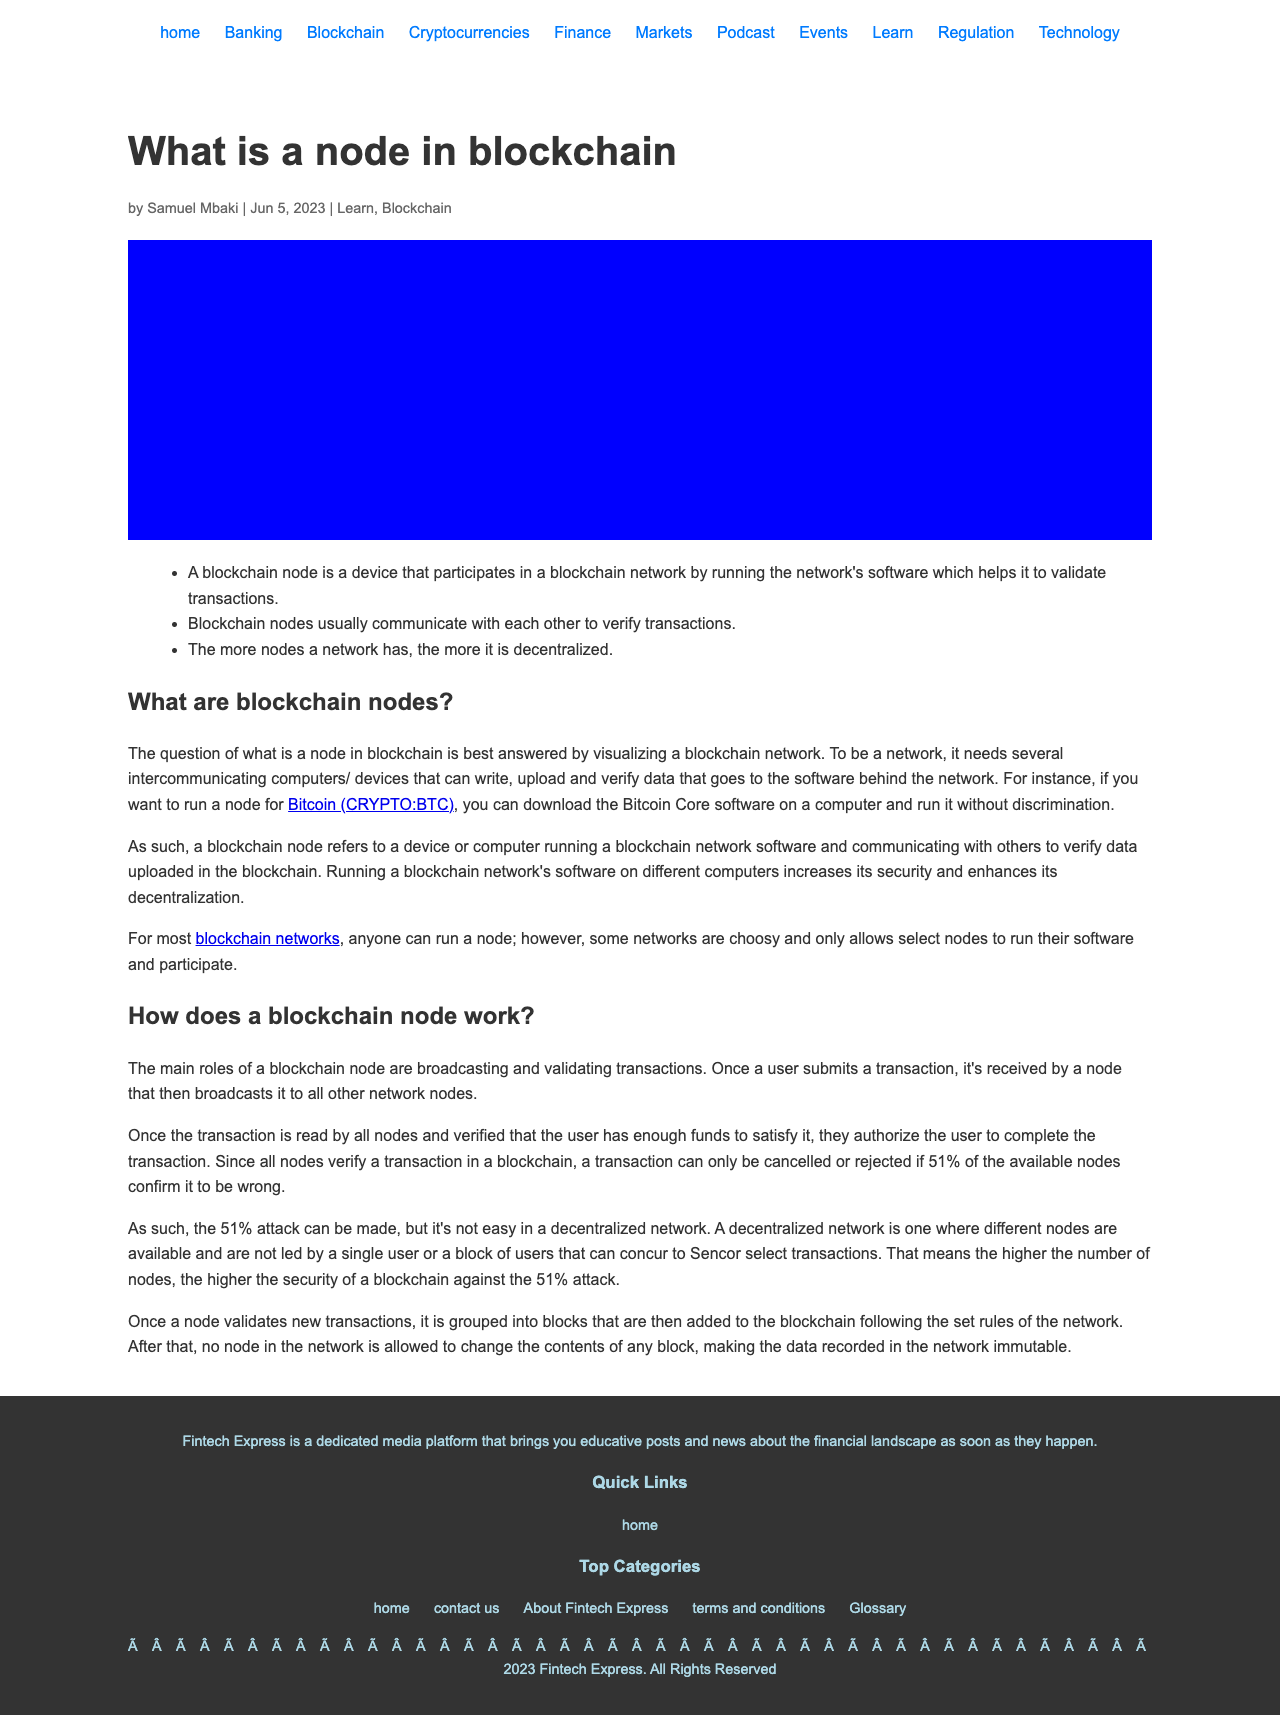 home Banking Blockchain Cryptocurrencies Finance Markets Podcast Events Learn Regulation Technology
What is a node in blockchain
by Samuel Mbaki | Jun 5, 2023 | Learn, Blockchain
• A blockchain node is a device that participates in a blockchain network by running the network's software which helps it to validate
transactions.
• Blockchain nodes usually communicate with each other to verify transactions.
• The more nodes a network has, the more it is decentralized.
What are blockchain nodes?
The question of what is a node in blockchain is best answered by visualizing a blockchain network. To be a network, it needs several
intercommunicating computers/ devices that can write, upload and verify data that goes to the software behind the network. For instance, if you
want to run a node for Bitcoin (CRYPTO:BTC), you can download the Bitcoin Core software on a computer and run it without discrimination.
As such, a blockchain node refers to a device or computer running a blockchain network software and communicating with others to verify data
uploaded in the blockchain. Running a blockchain network's software on different computers increases its security and enhances its
decentralization.
For most blockchain networks, anyone can run a node; however, some networks are choosy and only allows select nodes to run their software
and participate.
How does a blockchain node work?
The main roles of a blockchain node are broadcasting and validating transactions. Once a user submits a transaction, it's received by a node
that then broadcasts it to all other network nodes.
Once the transaction is read by all nodes and verified that the user has enough funds to satisfy it, they authorize the user to complete the
transaction. Since all nodes verify a transaction in a blockchain, a transaction can only be cancelled or rejected if 51% of the available nodes
confirm it to be wrong.
As such, the 51% attack can be made, but it's not easy in a decentralized network. A decentralized network is one where different nodes are
available and are not led by a single user or a block of users that can concur to Sencor select transactions. That means the higher the number of
nodes, the higher the security of a blockchain against the 51% attack.
Once a node validates new transactions, it is grouped into blocks that are then added to the blockchain following the set rules of the network.
After that, no node in the network is allowed to change the contents of any block, making the data recorded in the network immutable.
Fintech Express is a dedicated media platform that brings you educative posts and news about the financial landscape as soon as they happen.
Quick Links
home
Top Categories
home contact us About Fintech Express terms and conditions Glossary
Ã Â Ã Â Ã Â Ã Â Ã Â Ã Â Ã Â Ã Â Ã Â Ã Â Ã Â Ã Â Ã Â Ã Â Ã Â Ã Â Ã Â Ã Â Ã Â Ã Â Ã Â Ã
2023 Fintech Express. All Rights Reserved